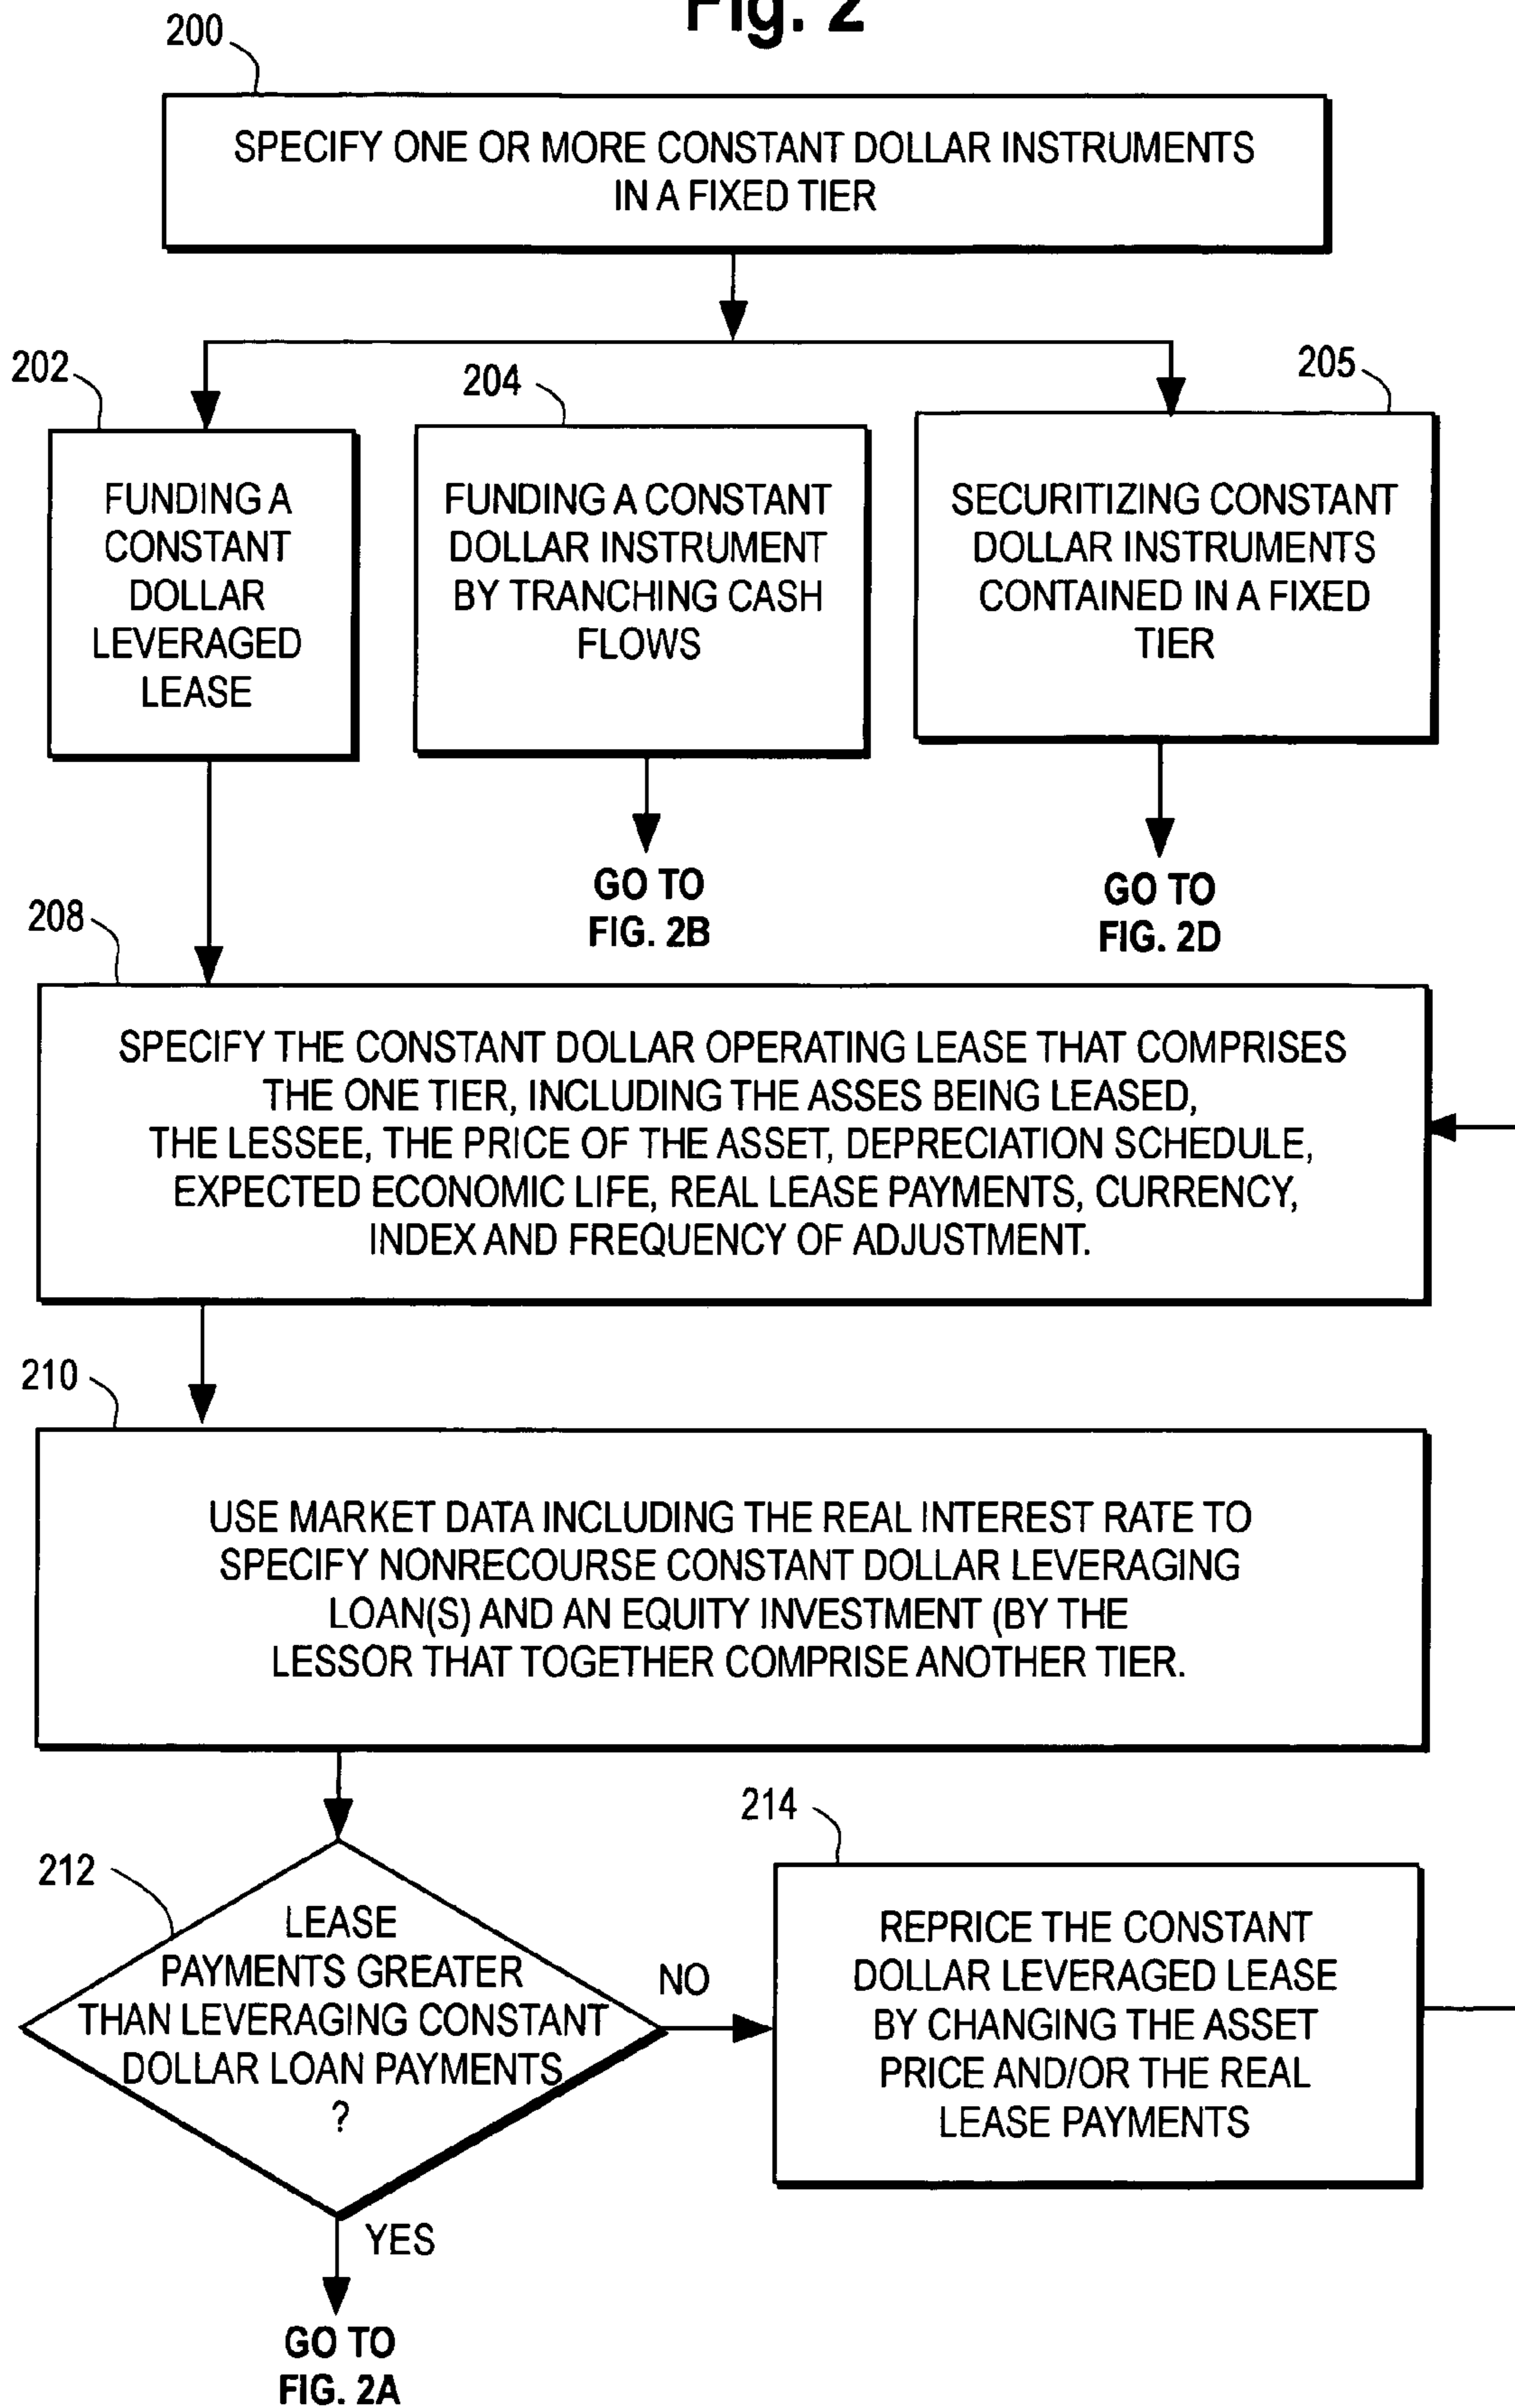 Fig. 2
200
SPECIFY ONE OR MORE CONSTANT DOLLAR INSTRUMENTS
IN A FIXED TIER
202
204
205
FUNDING A
CONSTANT
DOLLAR
LEVERAGED
LEASE
FUNDING A CONSTANT
DOLLAR INSTRUMENT
BY TRANCHING CASH
FLOWS
SECURITIZING CONSTANT
DOLLAR INSTRUMENTS
CONTAINED IN A FIXED
TIER
GO TO
FIG. 2B
GO TO
FIG. 2D
208
SPECIFY THE CONSTANT DOLLAR OPERATING LEASE THAT COMPRISES
THE ONE TIER, INCLUDING THE ASSES BEING LEASED,
THE LESSEE, THE PRICE OF THE ASSET, DEPRECIATION SCHEDULE,
EXPECTED ECONOMIC LIFE, REAL LEASE PAYMENTS, CURRENCY,
INDEX AND FREQUENCY OF ADJUSTMENT.
210
USE MARKET DATA INCLUDING THE REAL INTEREST RATE TO
SPECIFY NONRECOURSE CONSTANT DOLLAR LEVERAGING
LOAN(S) AND AN EQUITY INVESTMENT (BY THE
LESSOR THAT TOGETHER COMPRISE ANOTHER TIER.
212
LEASE
PAYMENTS GREATER
THAN LEVERAGING CONSTANT
DOLLAR LOAN PAYMENTS
?
NO
214
REPRICE THE CONSTANT
DOLLAR LEVERAGED LEASE
BY CHANGING THE ASSET
PRICE AND/OR THE REAL
LEASE PAYMENTS
YES
GO TO
FIG. 2A